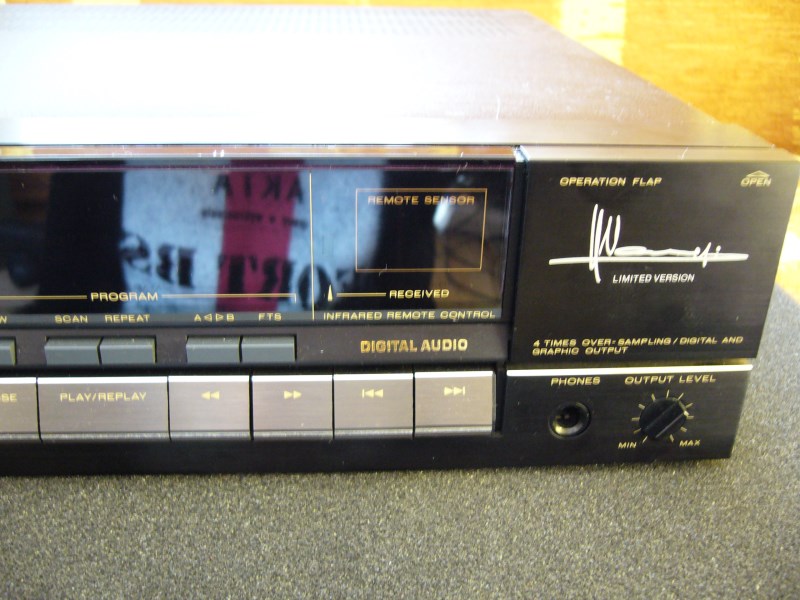 OPERATION FLAP
OPEN
REMOTE SENSOR
LIMITED VERSION
PROGRAM
RECEIVED
SCAN REPEAT A◁▷B FTS
INFRARED REMOTE CONTROL
DIGITAL AUDIO
4 TIMES OVER-SAMPLING/DIGITAL AND
GRAPHIC OUTPUT
PHONES
OUTPUT LEVEL
PLAY/REPLAY
MIN
MAX